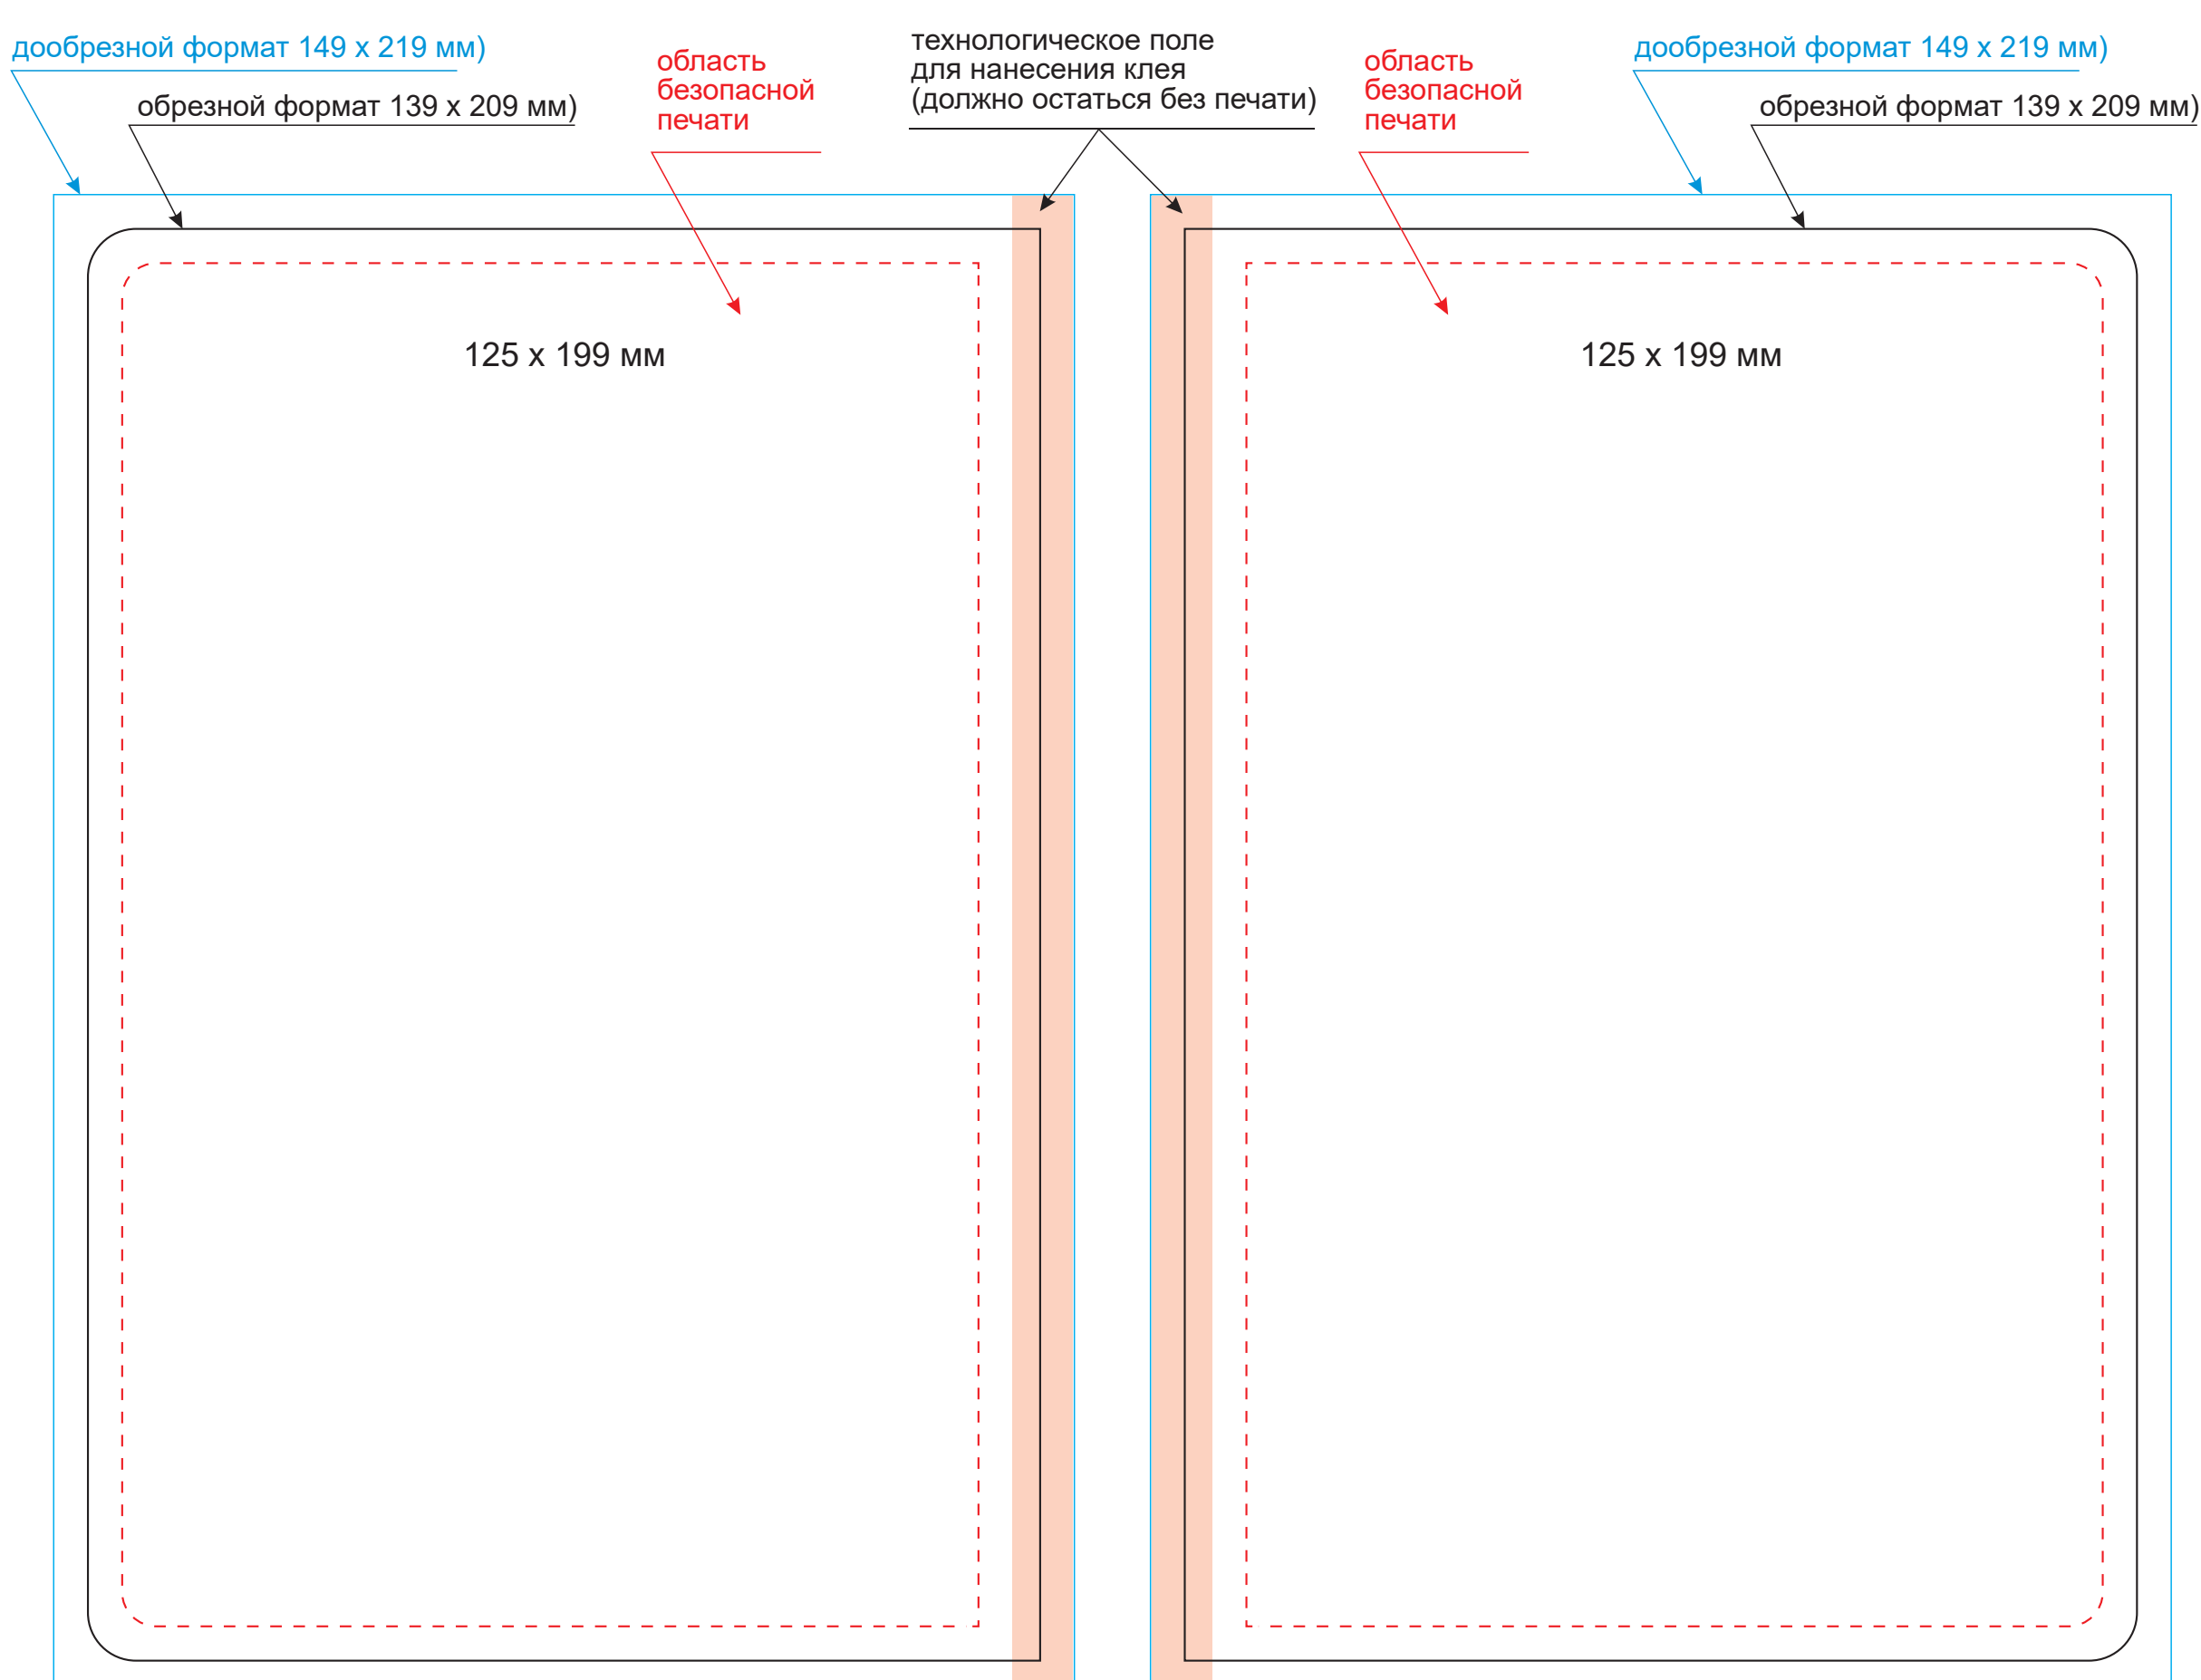 дообрезной формат 149 х 219 мм)
обрезной формат 139 х 209 мм)
область
безопасной
печати
технологическое поле
для нанесения клея
(должно остаться без печати)
область
безопасной
печати
дообрезной формат 149 х 219 мм)
обрезной формат 139 х 209 мм)
125 х 199 мм
125 х 199 мм